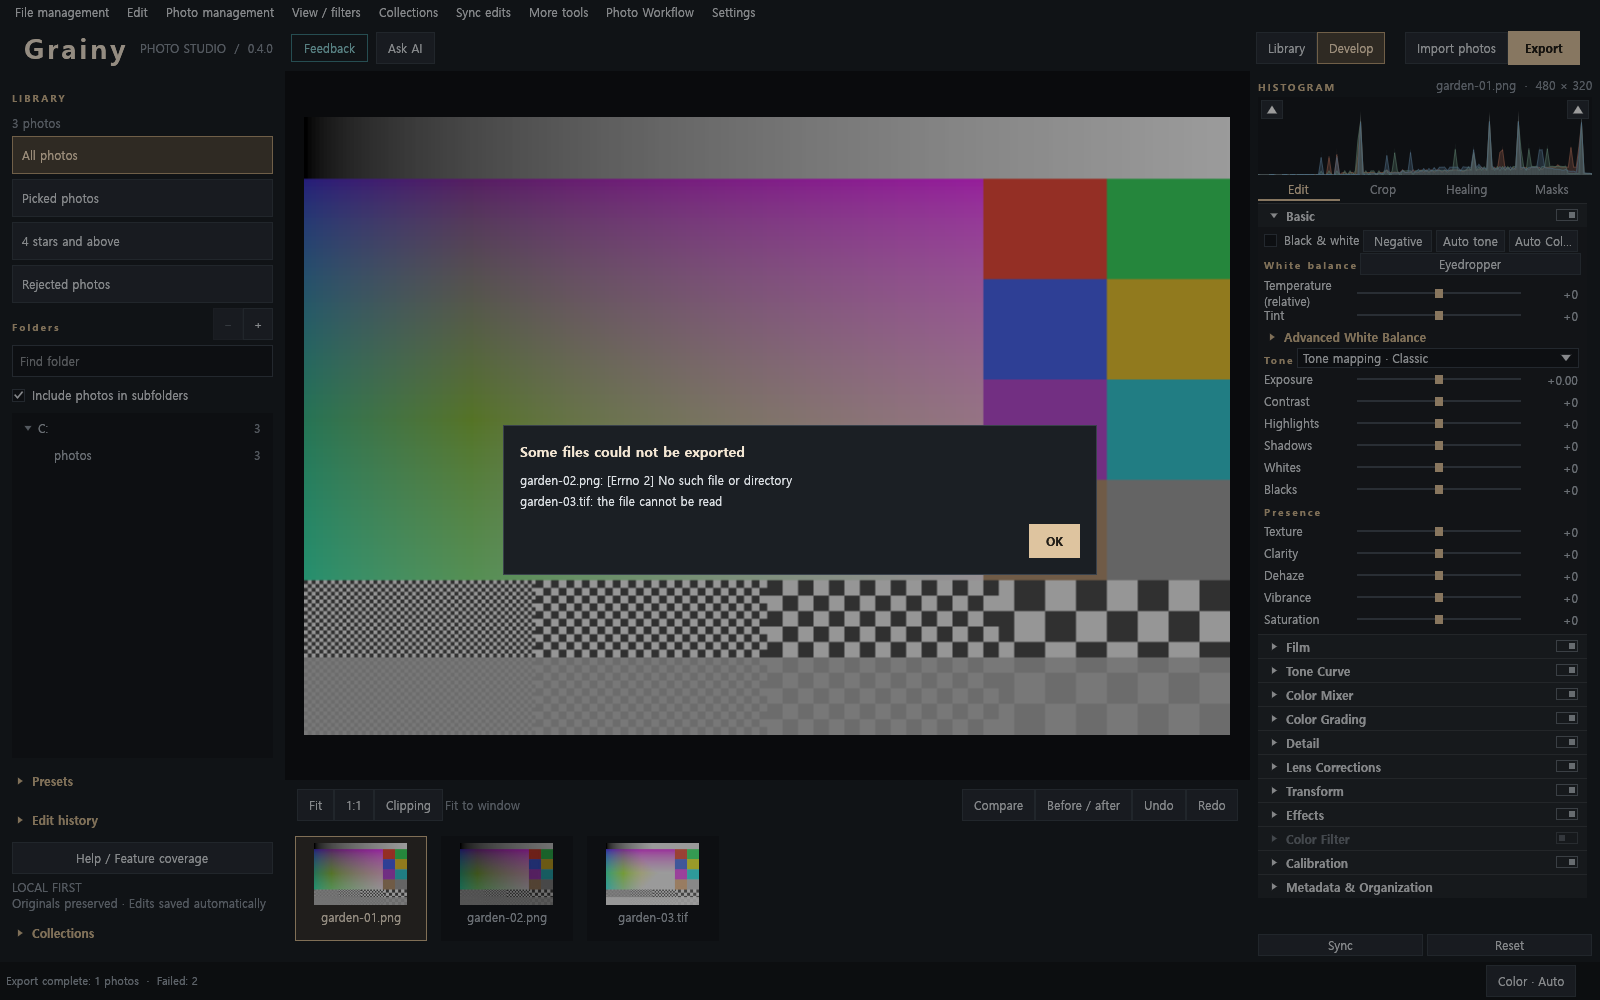 File management Edit Photo management View / filters Collections Sync edits More tools Photo Workflow Settings
Grainy PHOTO STUDIO / 0.4.0 Feedback Ask AI Library Develop Import photos Export
LIBRARY
3 photos
All photos
Picked photos
4 stars and above
Rejected photos
Folders − +
Find folder
Include photos in subfolders
C: 3
photos 3
Presets
Edit history
Help / Feature coverage
LOCAL FIRST
Originals preserved · Edits saved automatically
Collections
Some files could not be exported
garden-02.png: [Errno 2] No such file or directory
garden-03.tif: the file cannot be read
OK
Fit 1:1 Clipping Fit to window Compare Before / after Undo Redo
garden-01.png garden-02.png garden-03.tif
HISTOGRAM garden-01.png · 480 × 320
Edit Crop Healing Masks
Basic
Black & white Negative Auto tone Auto Col...
White balance Eyedropper
Temperature (relative) +0
Tint +0
Advanced White Balance
Tone Tone mapping · Classic
Exposure +0.00
Contrast +0
Highlights +0
Shadows +0
Whites +0
Blacks +0
Presence
Texture +0
Clarity +0
Dehaze +0
Vibrance +0
Saturation +0
Film
Tone Curve
Color Mixer
Color Grading
Detail
Lens Corrections
Transform
Effects
Color Filter
Calibration
Metadata & Organization
Sync Reset
Export complete: 1 photos · Failed: 2 Color · Auto